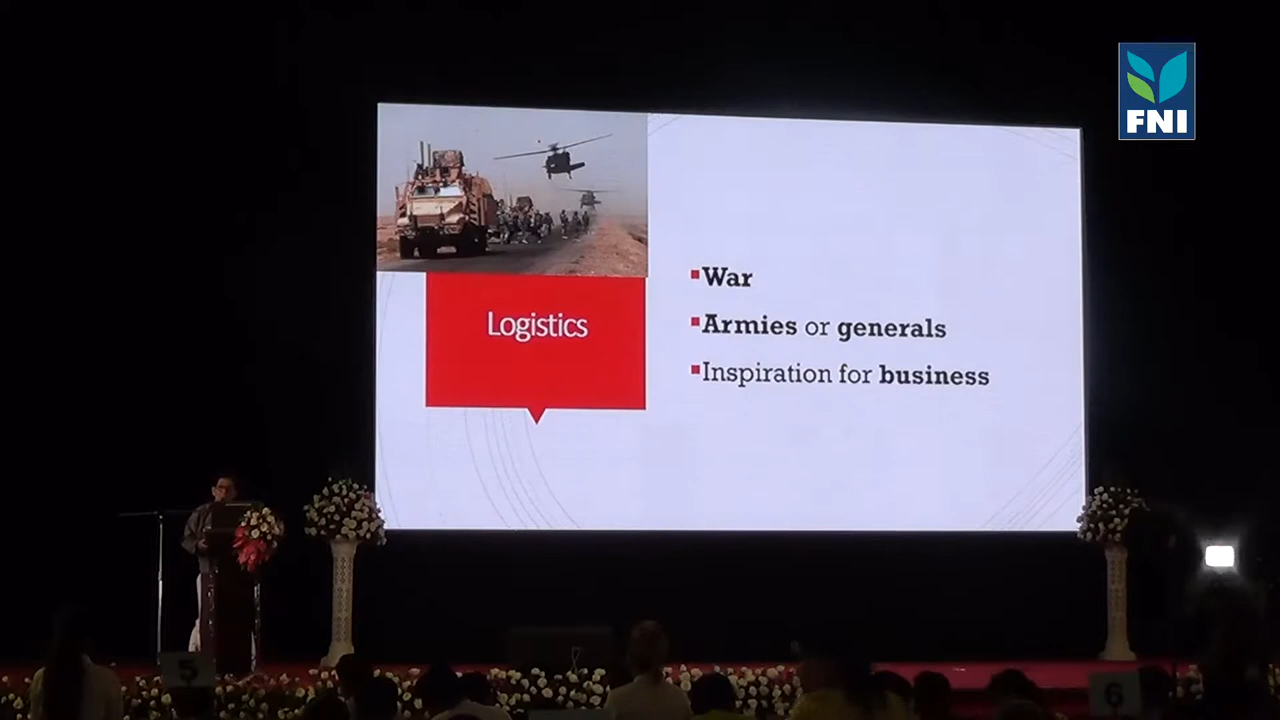 FNI
Logistics
War
Armies or generals
Inspiration for business
5
6